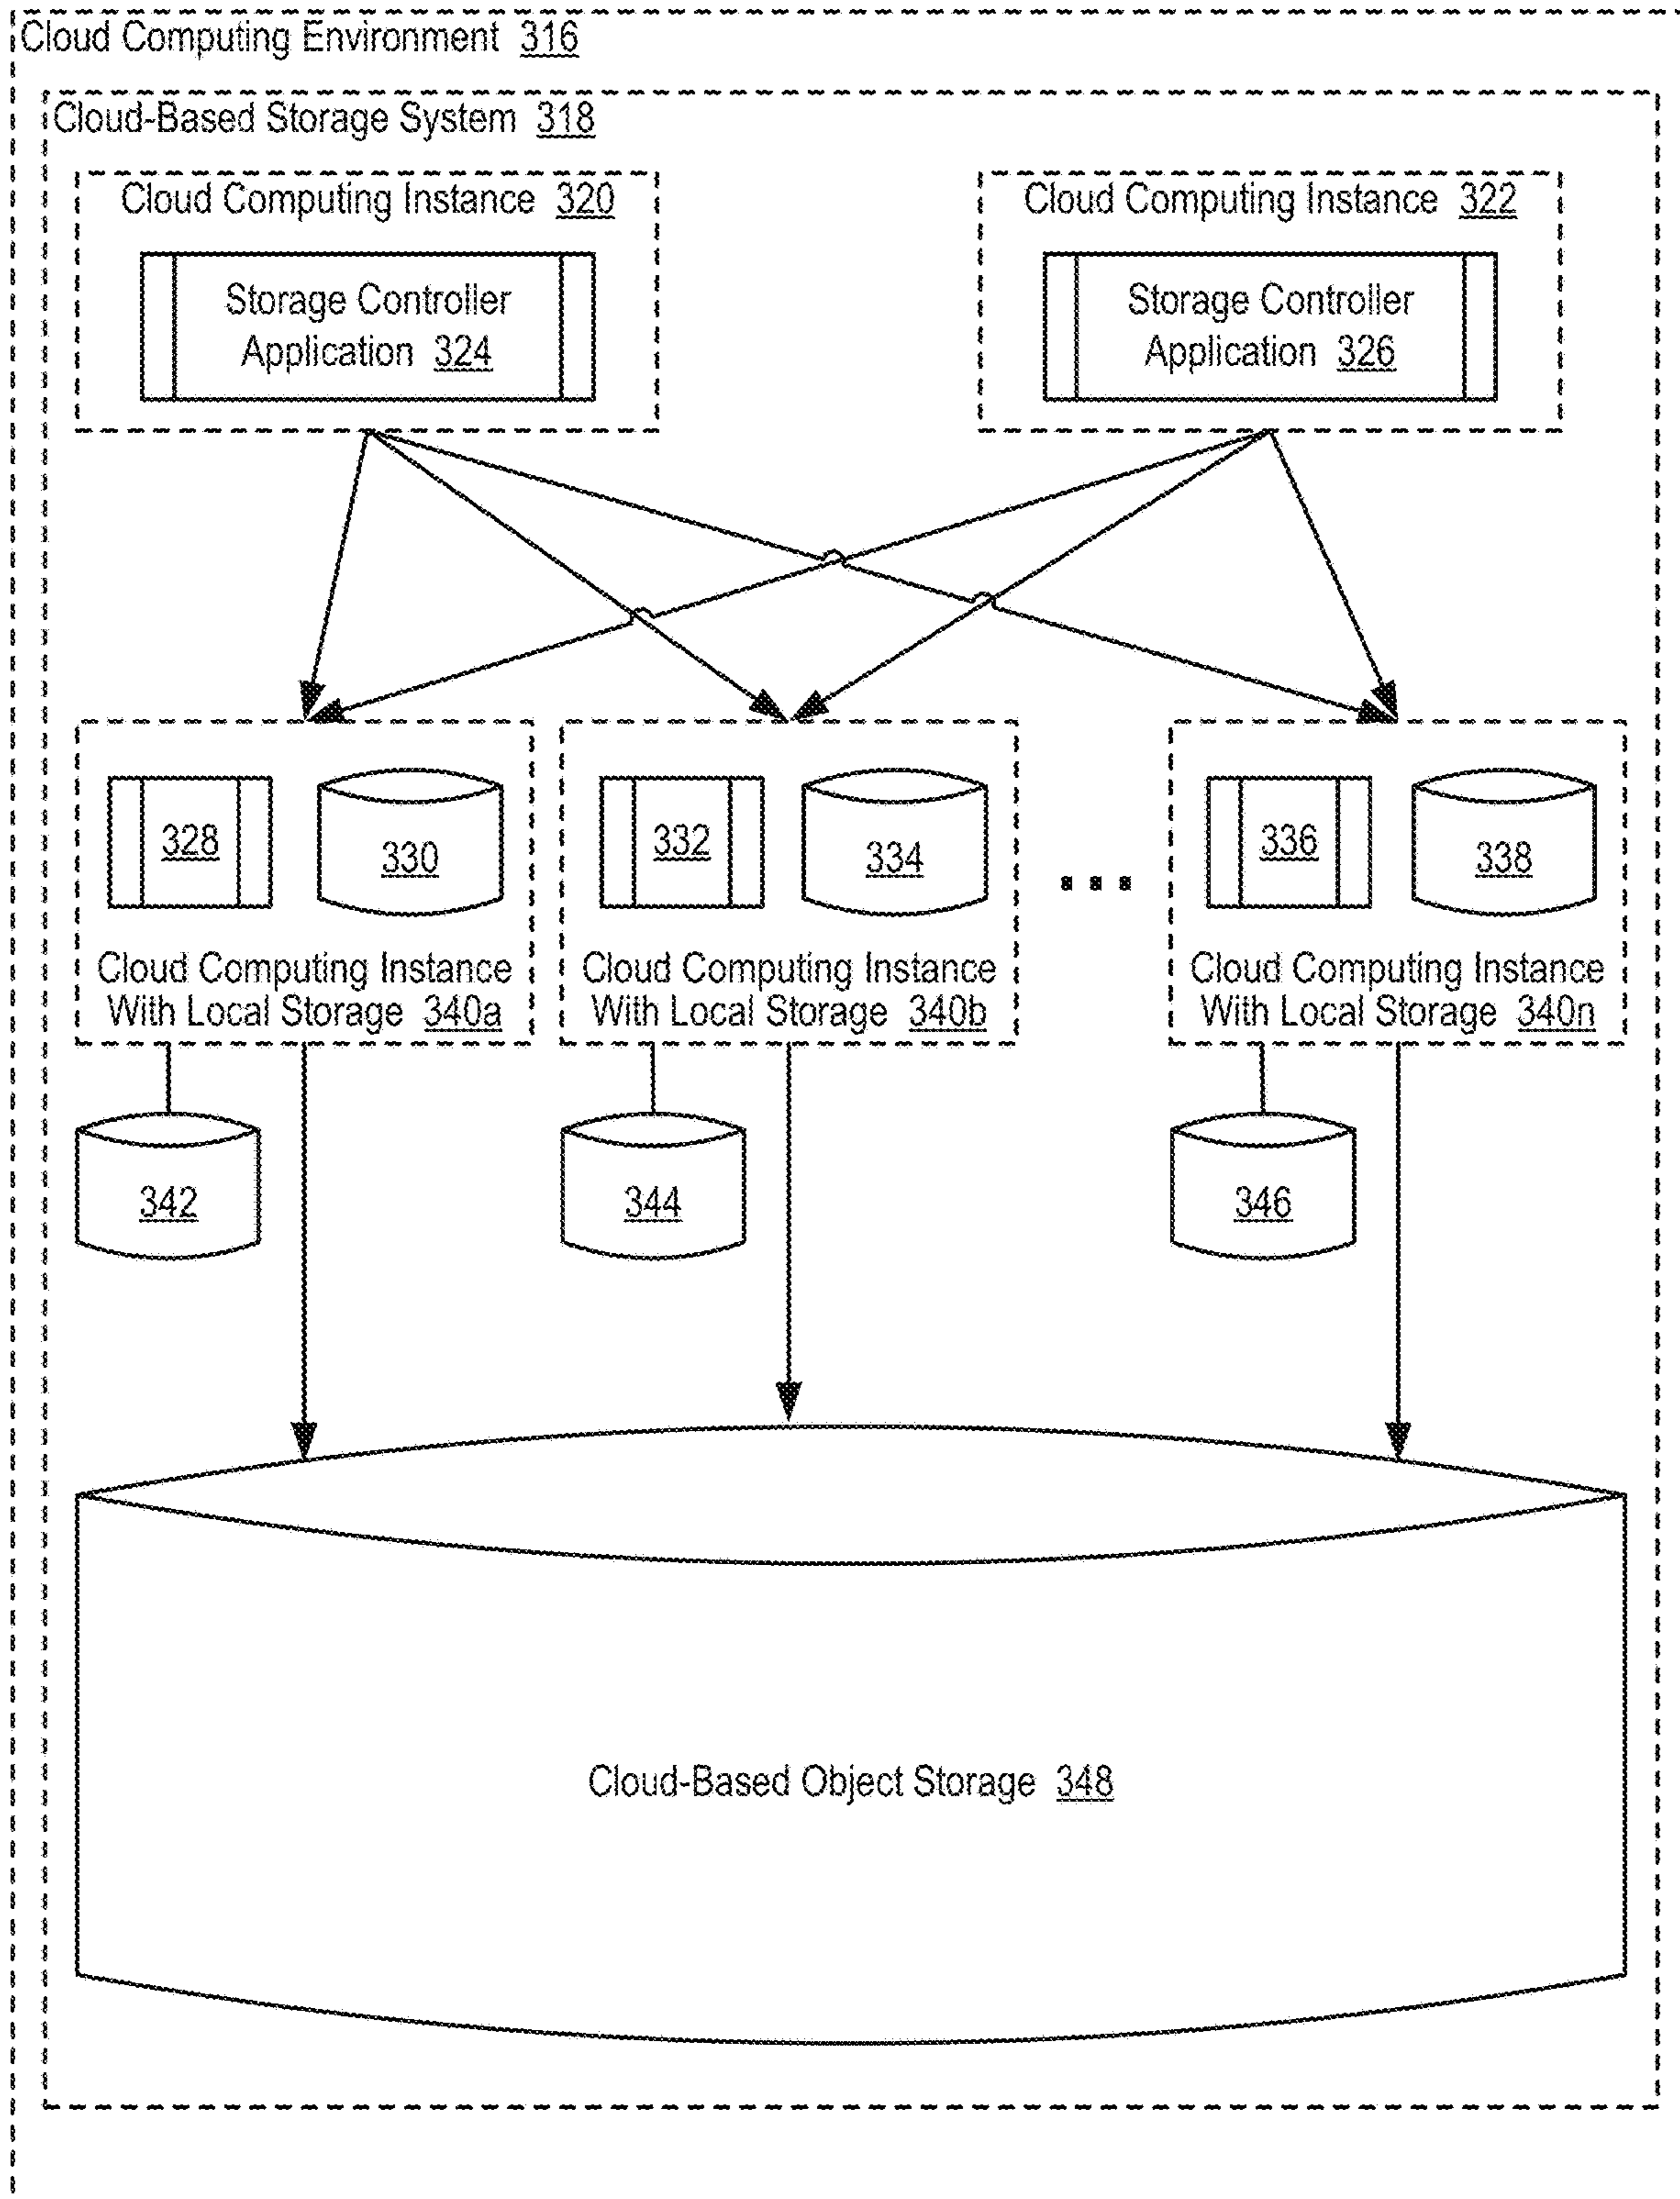 Cloud Computing Environment 316
Cloud-Based Storage System 318
Cloud Computing Instance 320
Storage Controller
Application 324
Cloud Computing Instance 322
Storage Controller
Application 326
328
330
Cloud Computing Instance
With Local Storage 340a
332
334
Cloud Computing Instance
With Local Storage 340b
...
336
338
Cloud Computing Instance
With Local Storage 340n
342
344
346
Cloud-Based Object Storage 348